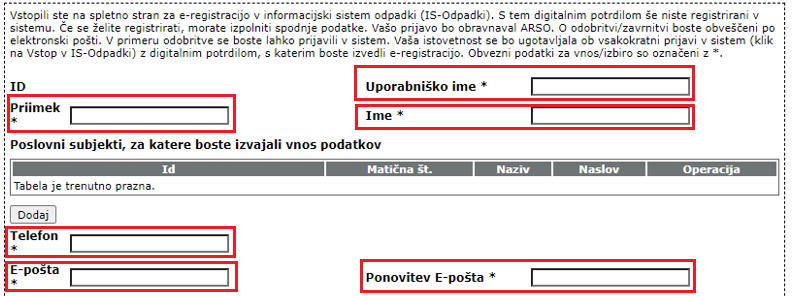 Vstopili ste na spletno stran za e-registracijo v informacijski sistem odpadki (IS-Odpadki). S tem digitalnim potrdilom še niste registrirani v
sistemu. Če se želite registrirati, morate izpolniti spodnje podatke. Vašo prijavo bo obravnaval ARSO. O odobritvi/zavrnitvi boste obveščeni po
elektronski pošti. V primeru odobritve se boste lahko prijavili v sistem. Vaša istovetnost se bo ugotavljala ob vsakokratni prijavi v sistem (klik
na Vstop v IS-Odpadki) z digitalnim potrdilom, s katerim boste izvedli e-registracijo. Obvezni podatki za vnos/izbiro so označeni z *.
ID
Uporabniško ime *
Priimek
*
Ime *
Poslovni subjekti, za katere boste izvajali vnos podatkov
Id Matična št. Naziv Naslov Operacija
Tabela je trenutno prazna.
Dodaj
Telefon
*
E-pošta
*
Ponovitev E-pošta *